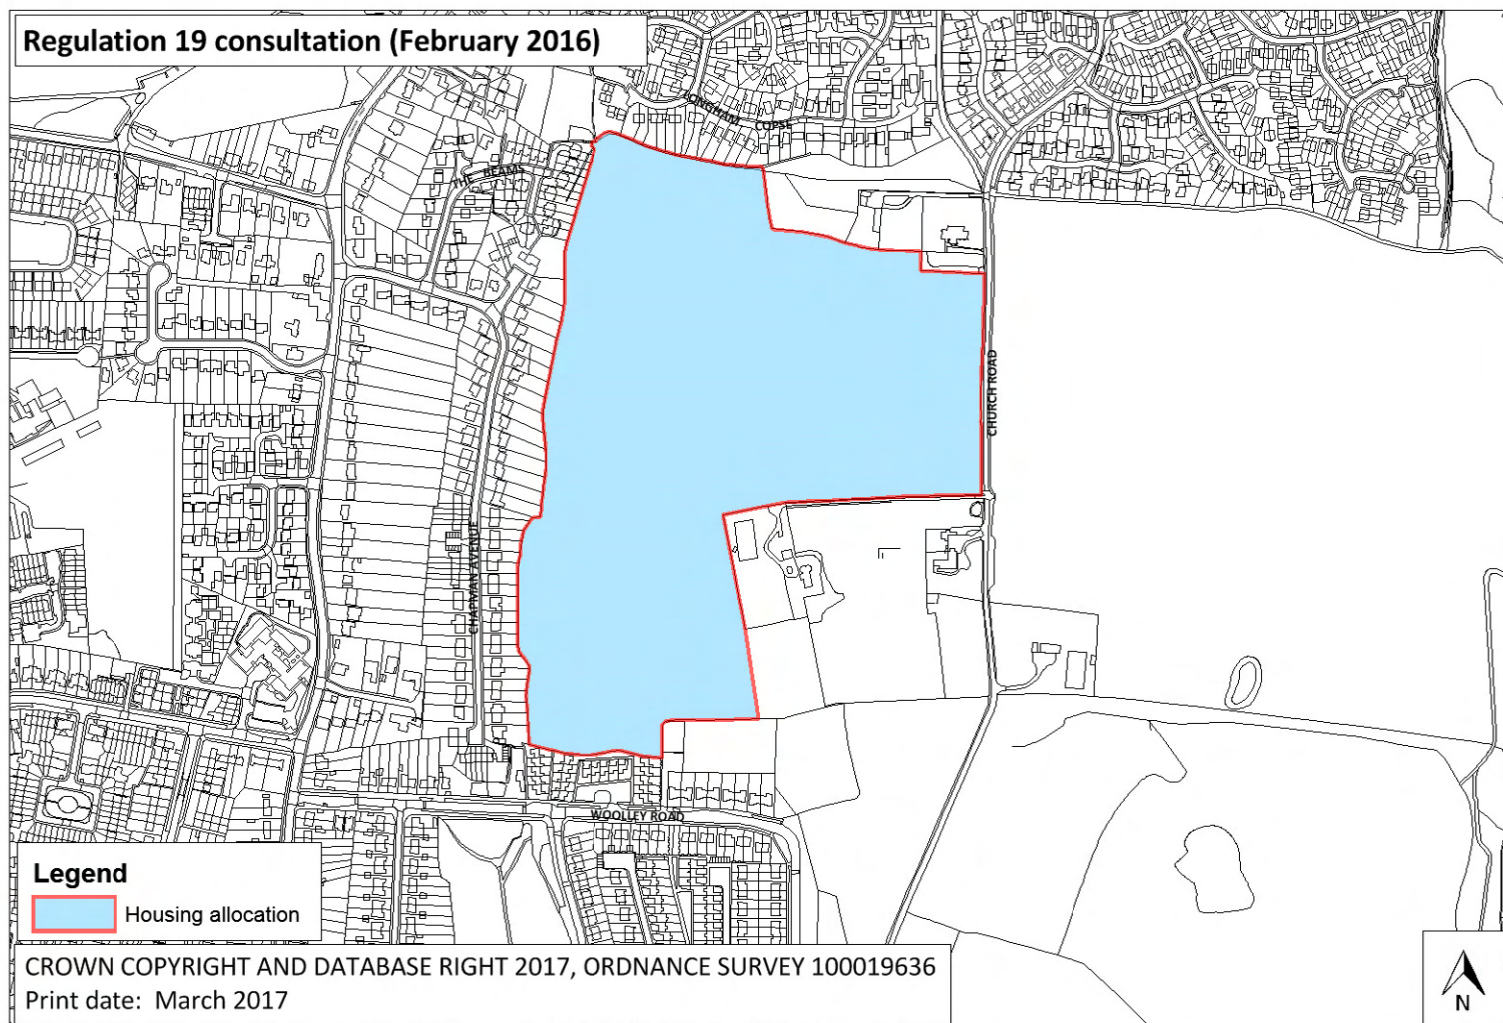 Regulation 19 consultation (February 2016)
LONGHAM COPSE
THE BEAMS
CHURCH ROAD
CHAPMAN AVENUE
WOOLLEY ROAD
Legend
Housing allocation
CROWN COPYRIGHT AND DATABASE RIGHT 2017, ORDNANCE SURVEY 100019636
Print date: March 2017
N